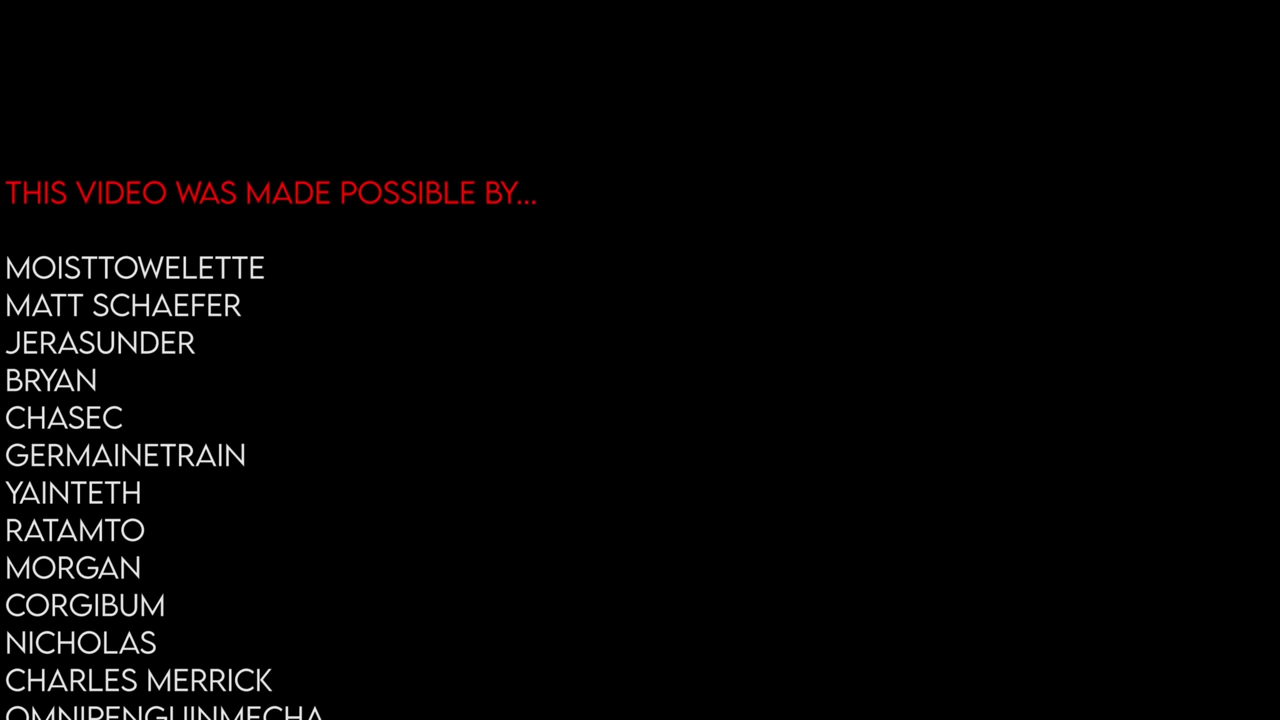 THIS VIDEO WAS MADE POSSIBLE BY...
MOISTTOWELETTE
MATT SCHAEFER
JERASUNDER
BRYAN
CHASEC
GERMAINETRAIN
YAINTETH
RATAMTO
MORGAN
CORGIBUM
NICHOLAS
CHARLES MERRICK
OMNIPENGUINMECHA